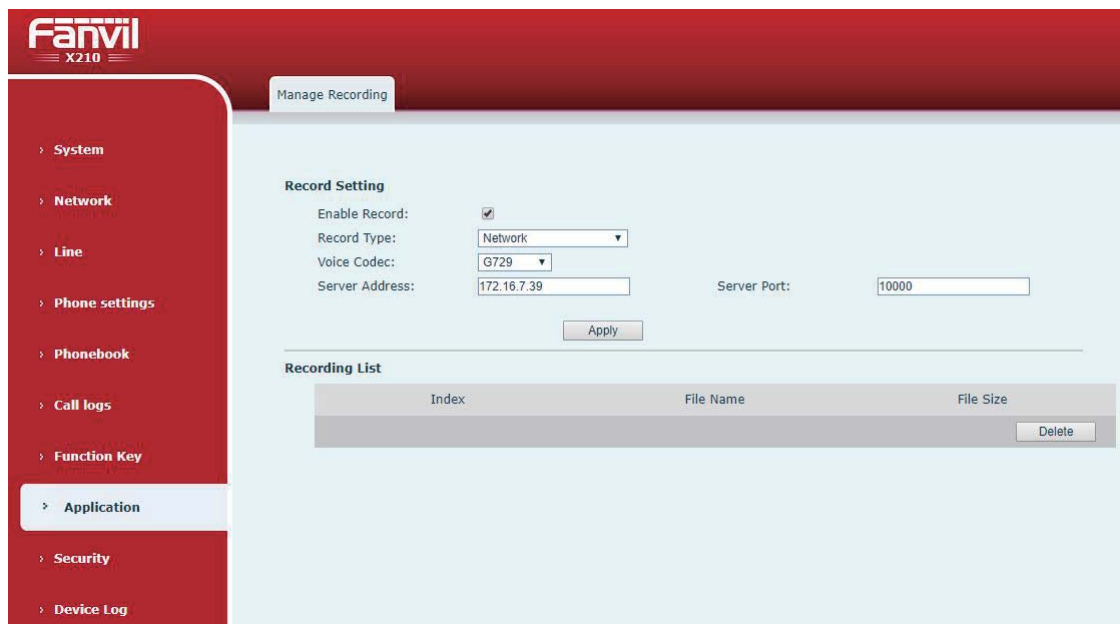 Fanvil
X210
Manage Recording
System
Network
Line
Phone settings
Phonebook
Call logs
Function Key
Application
Security
Device Log
Record Setting
Enable Record:
Record Type: Network
Voice Codec: G729
Server Address: 172.16.7.39 Server Port: 10000
Apply
Recording List
Index File Name File Size
Delete